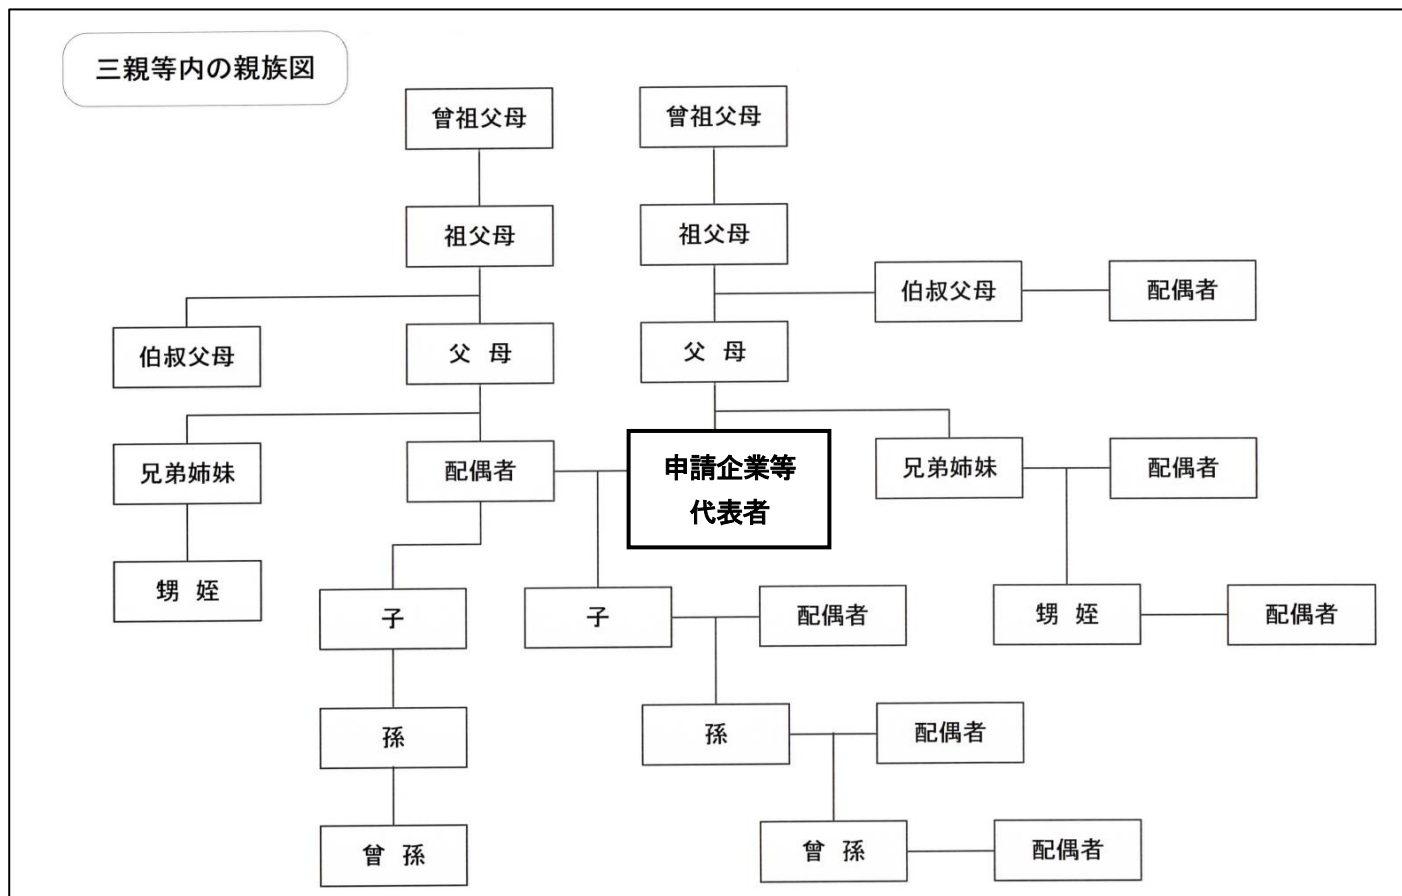 三親等内の親族図
曾祖父母
曾祖父母
祖父母
祖父母
伯叔父母
配偶者
伯叔父母
父 母
父 母
兄弟姉妹
配偶者
申請企業等
代表者
兄弟姉妹
配偶者
甥 姪
子
子
配偶者
甥 姪
配偶者
孫
孫
配偶者
曾 孫
曾 孫
配偶者